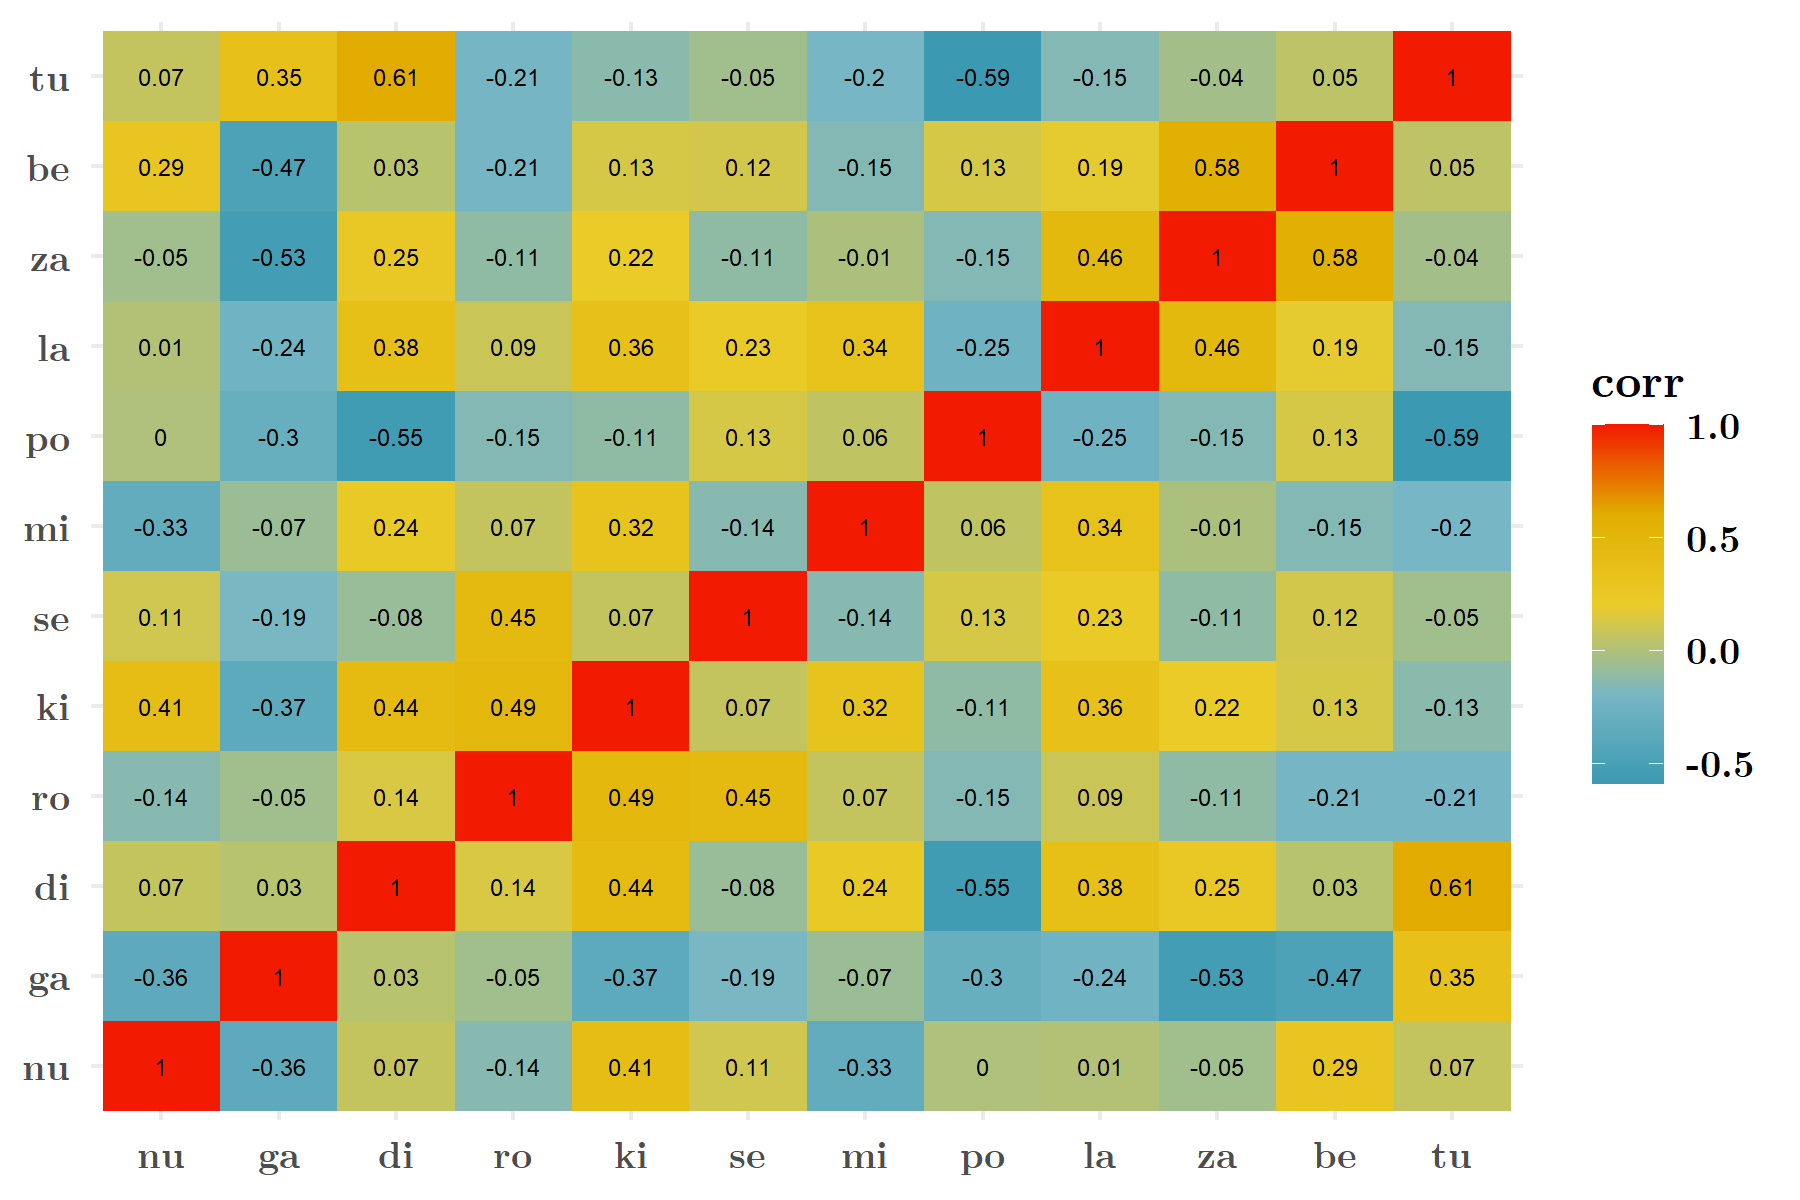 tu 0.07 0.35 0.61 -0.21 -0.13 -0.05 -0.2 -0.59 -0.15 -0.04 0.05 1
be 0.29 -0.47 0.03 -0.21 0.13 0.12 -0.15 0.13 0.19 0.58 1 0.05
za -0.05 -0.53 0.25 -0.11 0.22 -0.11 -0.01 -0.15 0.46 1 0.58 -0.04
la 0.01 -0.24 0.38 0.09 0.36 0.23 0.34 -0.25 1 0.46 0.19 -0.15
po 0 -0.3 -0.55 -0.15 -0.11 0.13 0.06 1 -0.25 -0.15 0.13 -0.59
mi -0.33 -0.07 0.24 0.07 0.32 -0.14 1 0.06 0.34 -0.01 -0.15 -0.2
se 0.11 -0.19 -0.08 0.45 0.07 1 -0.14 0.13 0.23 -0.11 0.12 -0.05
ki 0.41 -0.37 0.44 0.49 1 0.07 0.32 -0.11 0.36 0.22 0.13 -0.13
ro -0.14 -0.05 0.14 1 0.49 0.45 0.07 -0.15 0.09 -0.11 -0.21 -0.21
di 0.07 0.03 1 0.14 0.44 -0.08 0.24 -0.55 0.38 0.25 0.03 0.61
ga -0.36 1 0.03 -0.05 -0.37 -0.19 -0.07 -0.3 -0.24 -0.53 -0.47 0.35
nu 1 -0.36 0.07 -0.14 0.41 0.11 -0.33 0 0.01 -0.05 0.29 0.07
nu ga di ro ki se mi po la za be tu
corr
1.0
0.5
0.0
-0.5